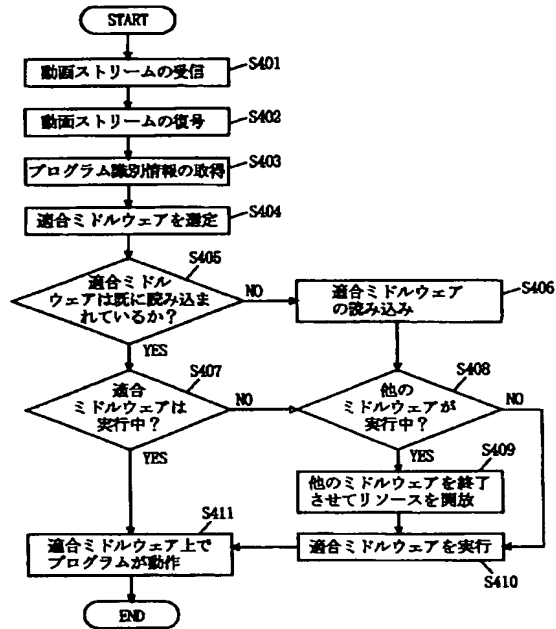 START
動画ストリームの受信
S401
動画ストリームの復号
S402
プログラム識別情報の取得
S403
適合ミドルウェアを選定
S404
適合ミドル
ウェアは既に読み込ま
れているか？
S405
NO
YES
適合ミドルウェア
の読み込み
S406
適合
ミドルウェアは
実行中？
S407
NO
YES
他の
ミドルウェアが
実行中？
S408
NO
YES
他のミドルウェアを終了
させてリソースを開放
S409
適合ミドルウェアを実行
S410
適合ミドルウェア上で
プログラムが動作
S411
END